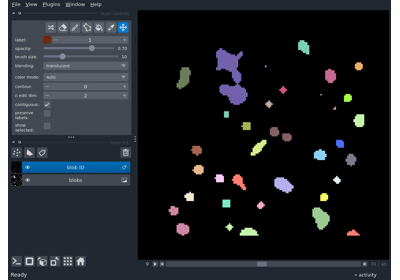 File View Plugins Window Help
label: 1
opacity: 0.70
brush size: 10
blending: translucent
color mode: auto
contour: 0
n edit dim: 2
contiguous:
preserve
labels:
show
selected:
blob ID
blobs
0
Ready
activity